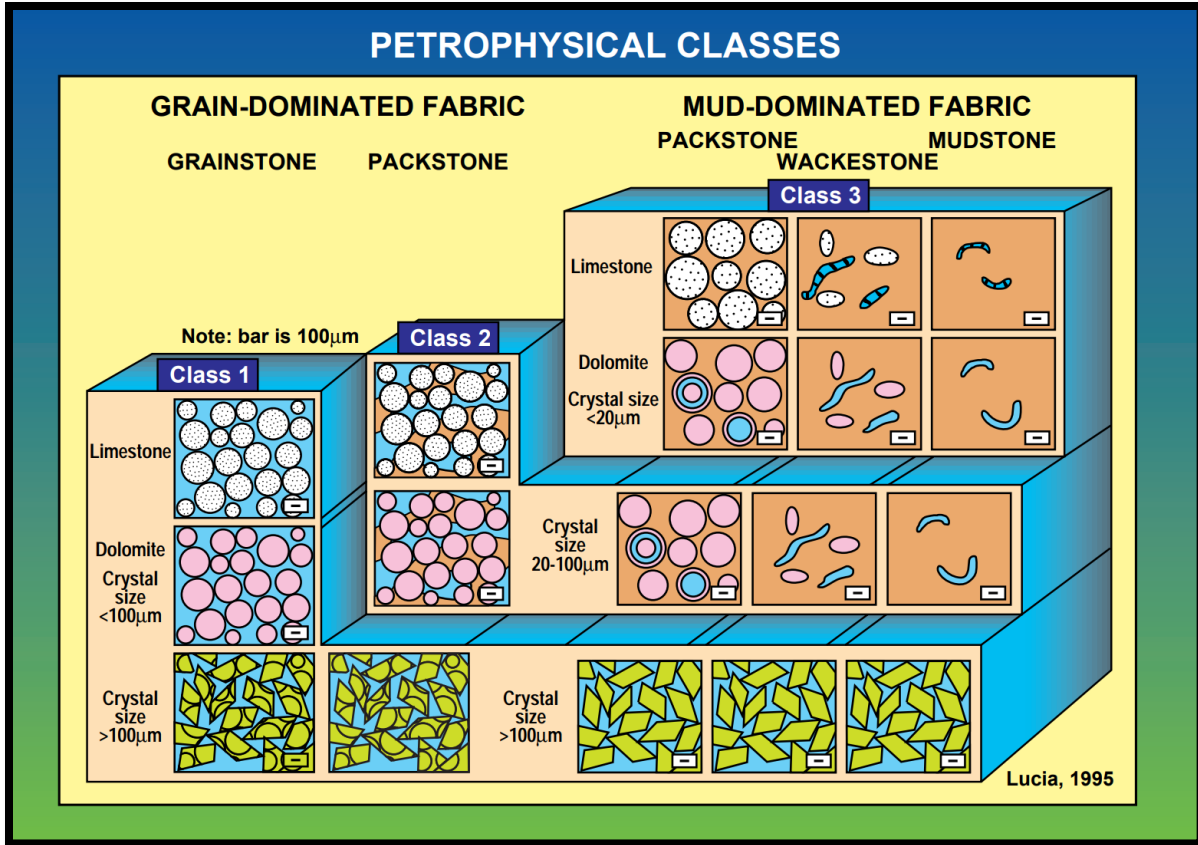 PETROPHYSICAL CLASSES
GRAIN-DOMINATED FABRIC
MUD-DOMINATED FABRIC
GRAINSTONE
PACKSTONE
PACKSTONE
WACKESTONE
MUDSTONE
Class 3
Limestone
Dolomite
Crystal size
<20μm
Note: bar is 100μm
Class 2
Class 1
Limestone
Dolomite
Crystal
size
<100μm
Crystal
size
20-100μm
Crystal
size
>100μm
Crystal
size
>100μm
Lucia, 1995